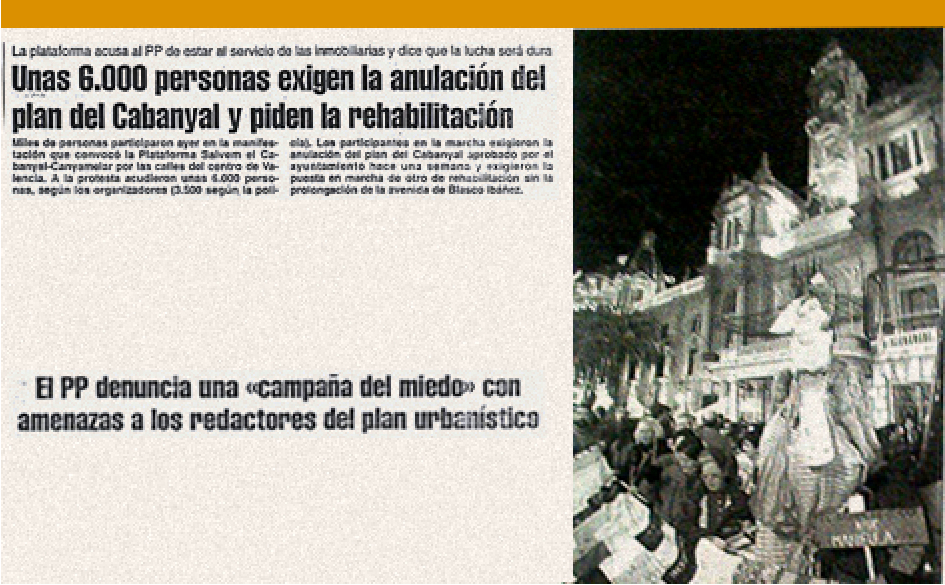 La plataforma acusa al PP de estar al servicio de las inmobiliarias y dice que la lucha será dura
Unas 6.000 personas exigen la anulación del
plan del Cabanyal y piden la rehabilitación
Miles de personas participaron ayer en la manifes-
tación que convocó la Plataforma Salvem el Ca-
banyal-Canyamelar por las calles del centro de Va-
lencia. A la protesta acudieron unas 6.000 perso-
nas, según los organizadores (3.500 según la poli-
cía). Los participantes en la marcha exigieron la
anulación del plan del Cabanyal aprobado por el
ayuntamiento hace una semana y exigieron la
puesta en marcha de otro de rehabilitación sin la
prolongación de la avenida de Blasco Ibáñez.
El PP denuncia una «campaña del miedo» con
amenazas a los redactores del plan urbanístico